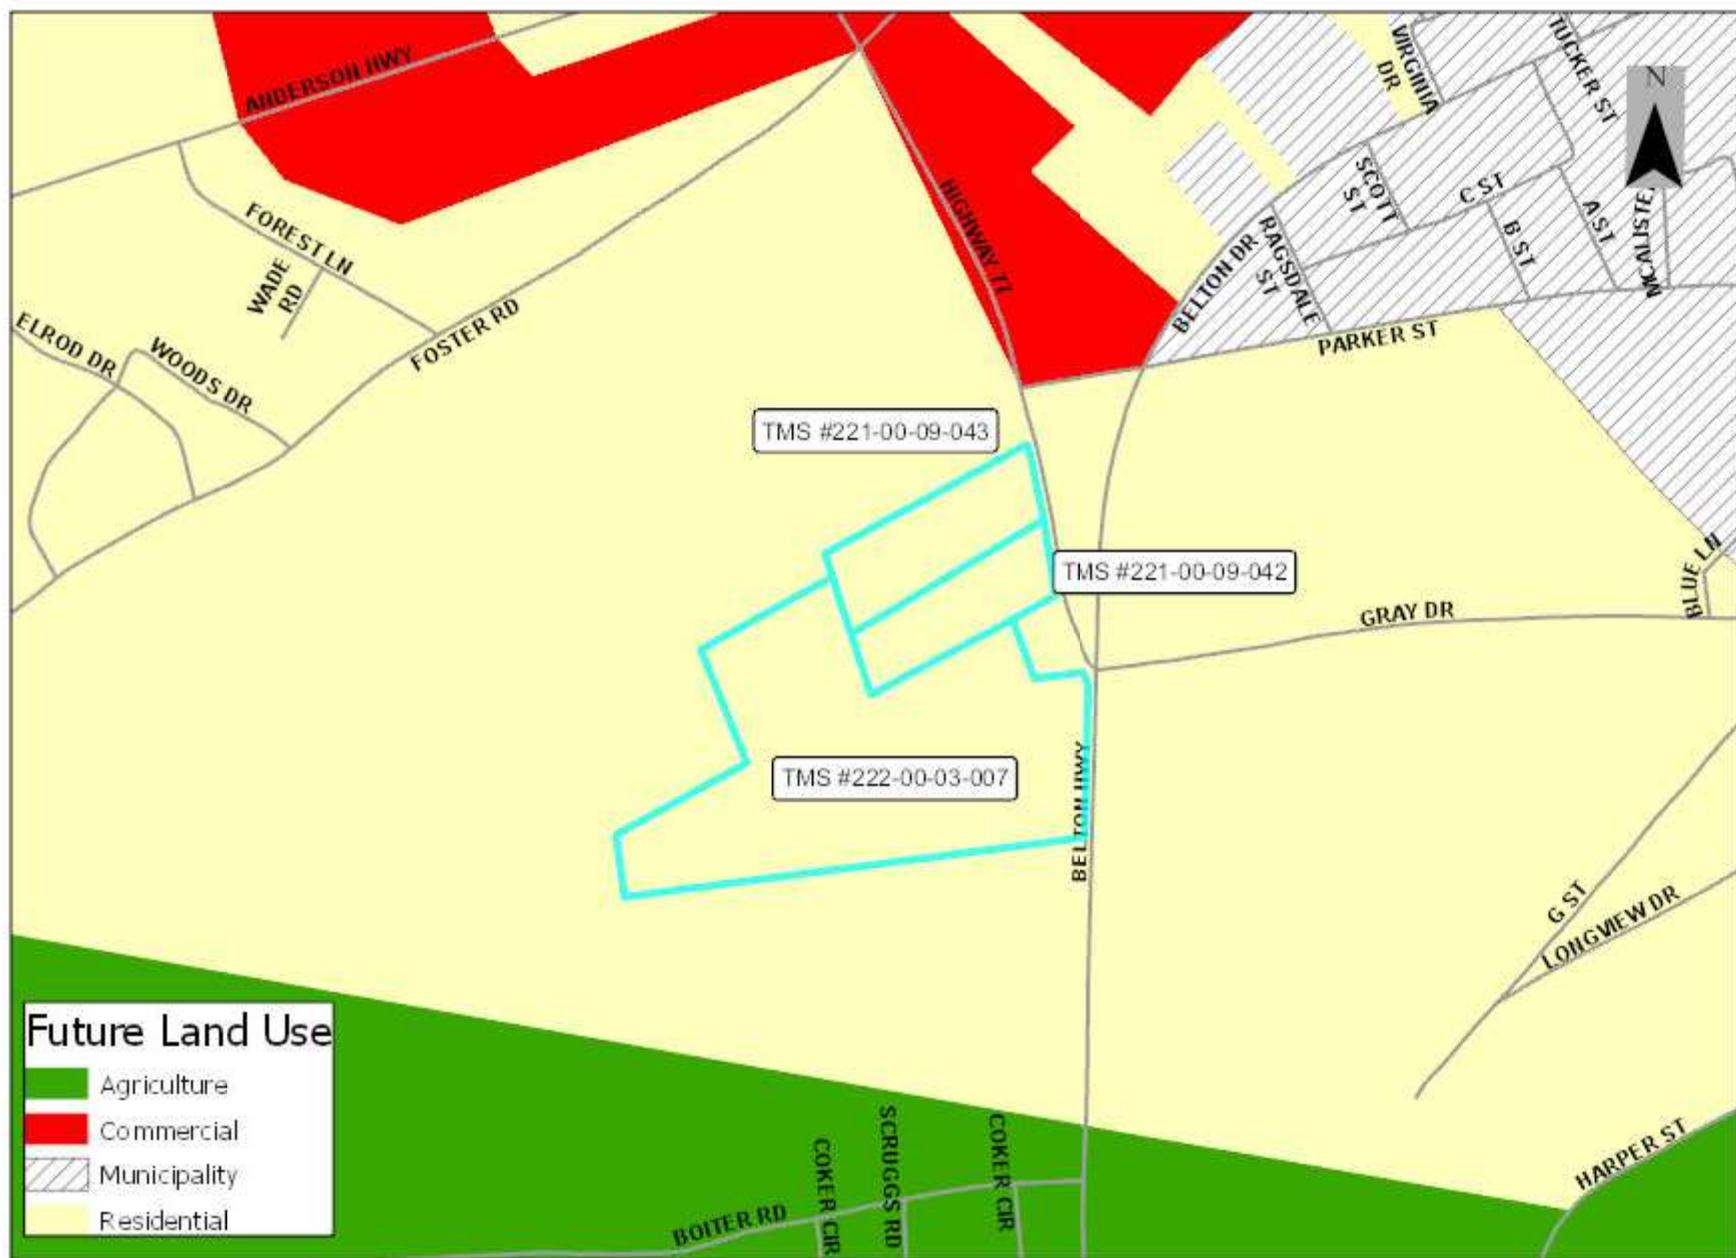 ANDERSON HWY
VIRGINIA
DR
TUCKER ST
N
FOREST LN
WADE
RD
HIGHWAY 71
SCOTT
ST
C ST
A ST
B ST
MCALISTER
RAGSDALE
ST
BELTON DR
PARKER ST
ELROD DR
WOODS DR
FOSTER RD
TMS #221-00-09-043
TMS #221-00-09-042
BLUE LN
GRAY DR
TMS #222-00-03-007
BELTON HWY
G ST
LONGVIEW DR
Future Land Use
Agriculture
Commercial
Municipality
Residential
COKER CIR
SCRUGGS RD
COKER CIR
BOITER RD
HARPER ST